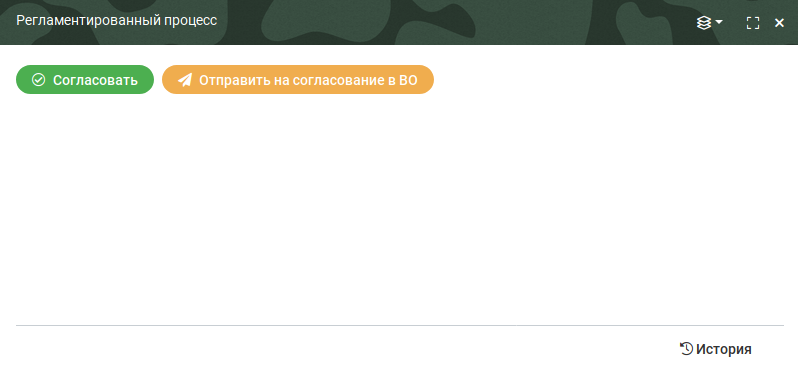 Регламентированный процесс
Согласовать
Отправить на согласование в ВО
История